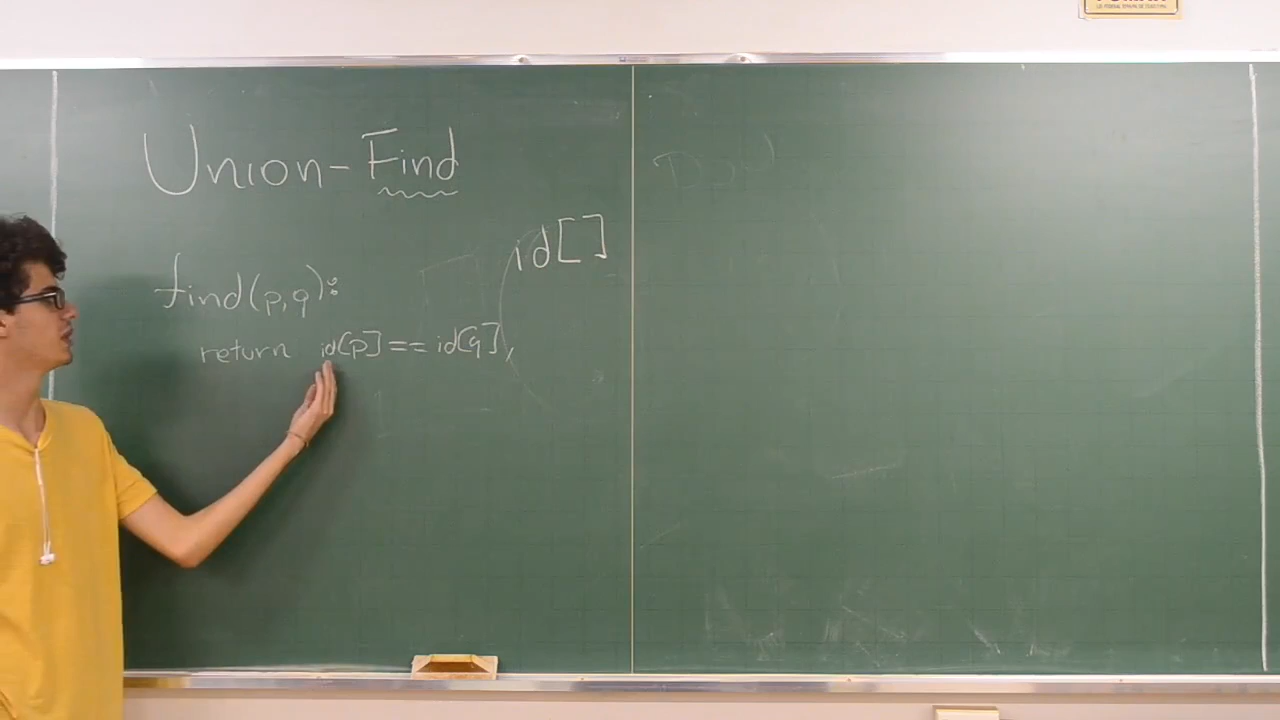 Union-Find
id[]
find(p,q):
return id[p] == id[q];